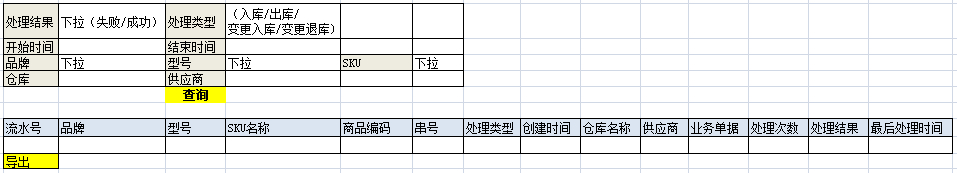 处理结果 下拉（失败/成功） 处理类型 （入库/出库/
变更入库/变更退库）
开始时间 结束时间
品牌 下拉 型号 下拉 SKU 下拉
仓库 供应商
查询
流水号 品牌 型号 SKU名称 商品编码 串号 处理类型 创建时间 仓库名称 供应商 业务单据 处理次数 处理结果 最后处理时间
导出